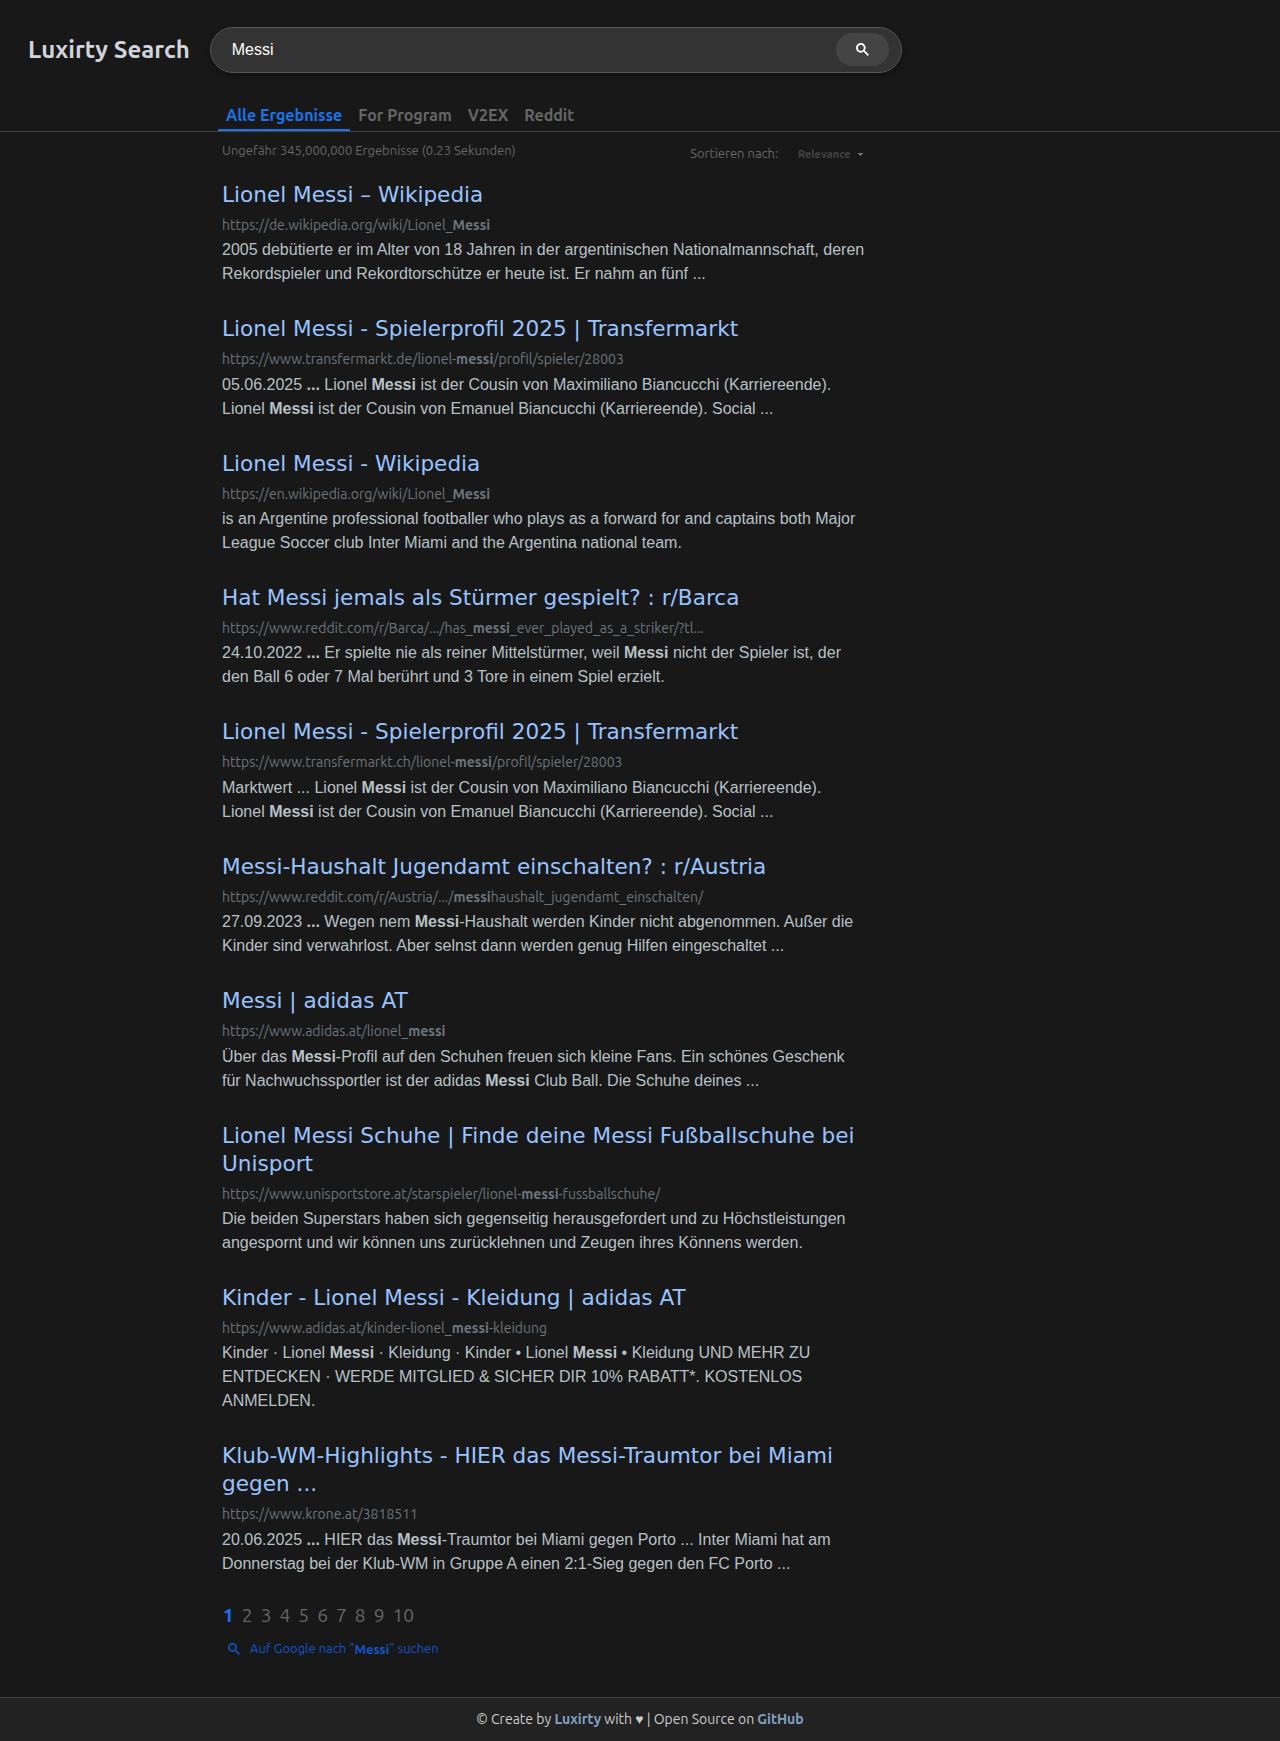 Luxirty Search
Messi
Alle Ergebnisse For Program V2EX Reddit
Ungefähr 345,000,000 Ergebnisse (0.23 Sekunden)
Sortieren nach: Relevance
Lionel Messi – Wikipedia
https://de.wikipedia.org/wiki/Lionel_Messi
2005 debütierte er im Alter von 18 Jahren in der argentinischen Nationalmannschaft, deren
Rekordspieler und Rekordtorschütze er heute ist. Er nahm an fünf ...
Lionel Messi - Spielerprofil 2025 | Transfermarkt
https://www.transfermarkt.de/lionel-messi/profil/spieler/28003
05.06.2025 ... Lionel Messi ist der Cousin von Maximiliano Biancucchi (Karriereende).
Lionel Messi ist der Cousin von Emanuel Biancucchi (Karriereende). Social ...
Lionel Messi - Wikipedia
https://en.wikipedia.org/wiki/Lionel_Messi
is an Argentine professional footballer who plays as a forward for and captains both Major
League Soccer club Inter Miami and the Argentina national team.
Hat Messi jemals als Stürmer gespielt? : r/Barca
https://www.reddit.com/r/Barca/.../has_messi_ever_played_as_a_striker/?tl...
24.10.2022 ... Er spielte nie als reiner Mittelstürmer, weil Messi nicht der Spieler ist, der
den Ball 6 oder 7 Mal berührt und 3 Tore in einem Spiel erzielt.
Lionel Messi - Spielerprofil 2025 | Transfermarkt
https://www.transfermarkt.ch/lionel-messi/profil/spieler/28003
Marktwert ... Lionel Messi ist der Cousin von Maximiliano Biancucchi (Karriereende).
Lionel Messi ist der Cousin von Emanuel Biancucchi (Karriereende). Social ...
Messi-Haushalt Jugendamt einschalten? : r/Austria
https://www.reddit.com/r/Austria/.../messihaushalt_jugendamt_einschalten/
27.09.2023 ... Wegen nem Messi-Haushalt werden Kinder nicht abgenommen. Außer die
Kinder sind verwahrlost. Aber selnst dann werden genug Hilfen eingeschaltet ...
Messi | adidas AT
https://www.adidas.at/lionel_messi
Über das Messi-Profil auf den Schuhen freuen sich kleine Fans. Ein schönes Geschenk
für Nachwuchssportler ist der adidas Messi Club Ball. Die Schuhe deines ...
Lionel Messi Schuhe | Finde deine Messi Fußballschuhe bei
Unisport
https://www.unisportstore.at/starspieler/lionel-messi-fussballschuhe/
Die beiden Superstars haben sich gegenseitig herausgefordert und zu Höchstleistungen
angespornt und wir können uns zurücklehnen und Zeugen ihres Könnens werden.
Kinder - Lionel Messi - Kleidung | adidas AT
https://www.adidas.at/kinder-lionel_messi-kleidung
Kinder · Lionel Messi · Kleidung · Kinder • Lionel Messi • Kleidung UND MEHR ZU
ENTDECKEN · WERDE MITGLIED & SICHER DIR 10% RABATT*. KOSTENLOS
ANMELDEN.
Klub-WM-Highlights - HIER das Messi-Traumtor bei Miami
gegen ...
https://www.krone.at/3818511
20.06.2025 ... HIER das Messi-Traumtor bei Miami gegen Porto ... Inter Miami hat am
Donnerstag bei der Klub-WM in Gruppe A einen 2:1-Sieg gegen den FC Porto ...
1 2 3 4 5 6 7 8 9 10
Auf Google nach "Messi" suchen
© Create by Luxirty with ♥ | Open Source on GitHub